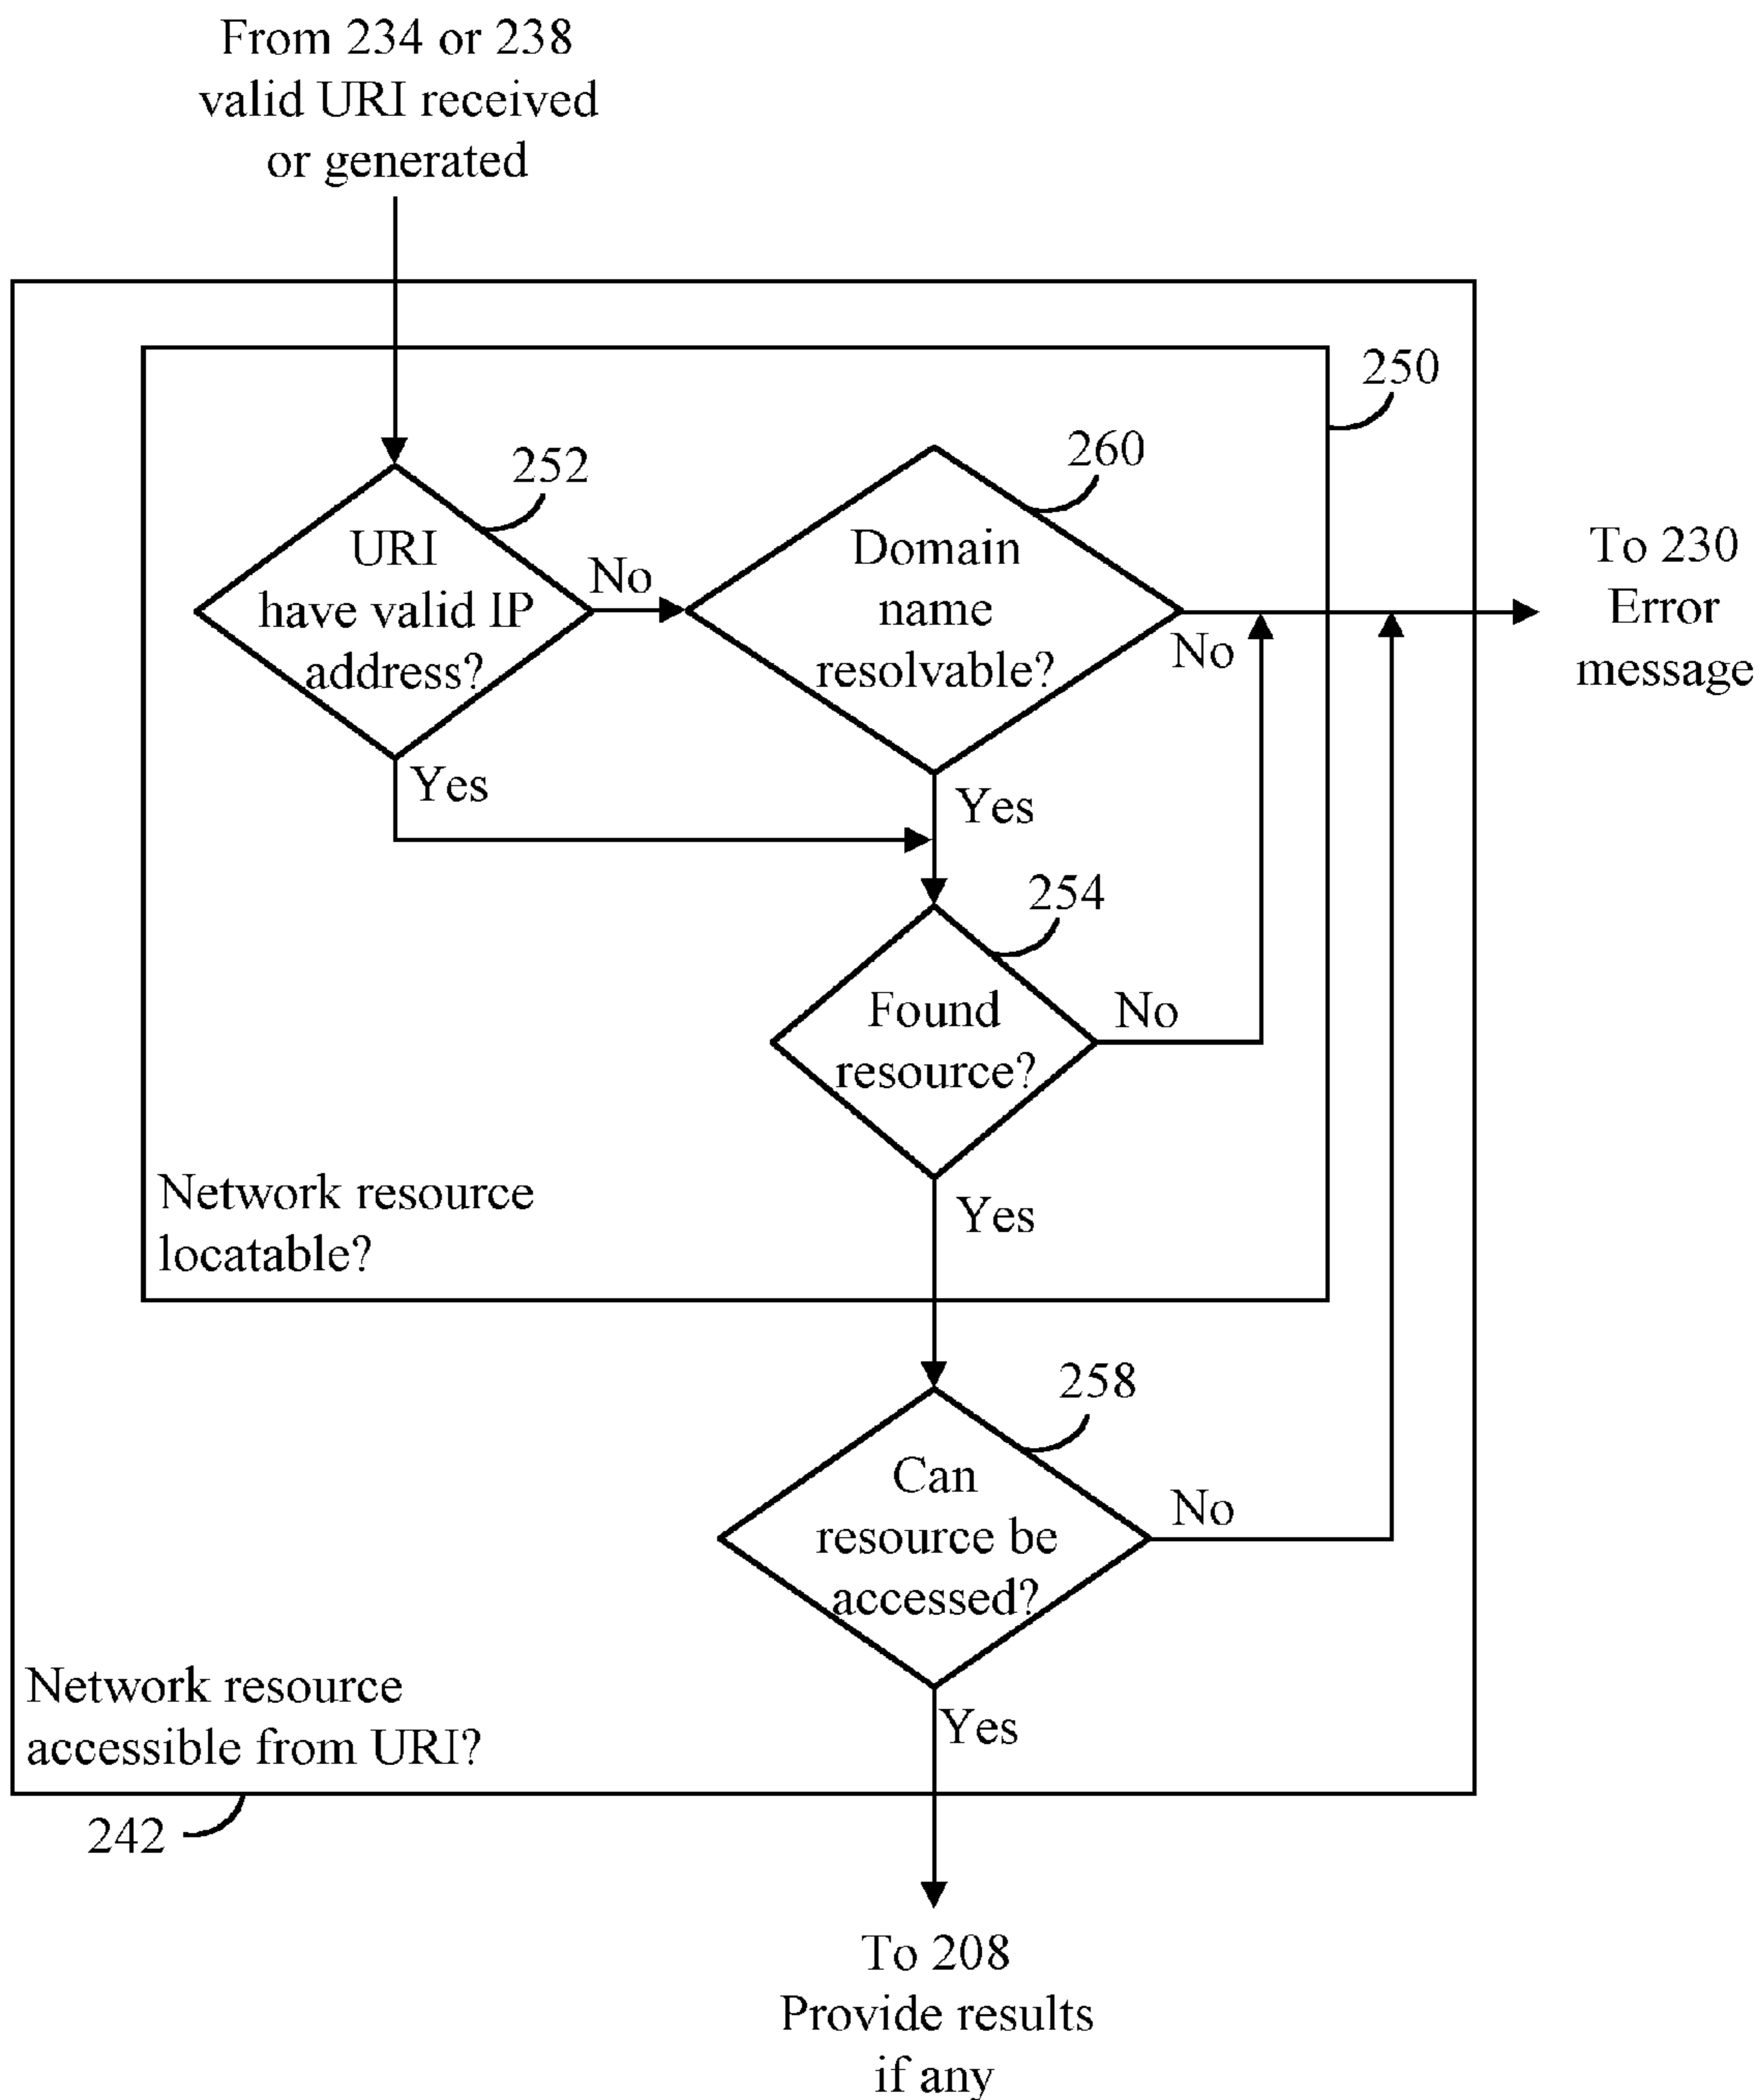 From 234 or 238
valid URI received
or generated
250
252
260
URI
have valid IP
address?
No
Domain
name
resolvable?
No
To 230
Error
message
Yes
Yes
254
Found
resource?
No
Network resource
locatable?
Yes
258
Can
resource be
accessed?
No
Network resource
accessible from URI?
Yes
242
To 208
Provide results
if any